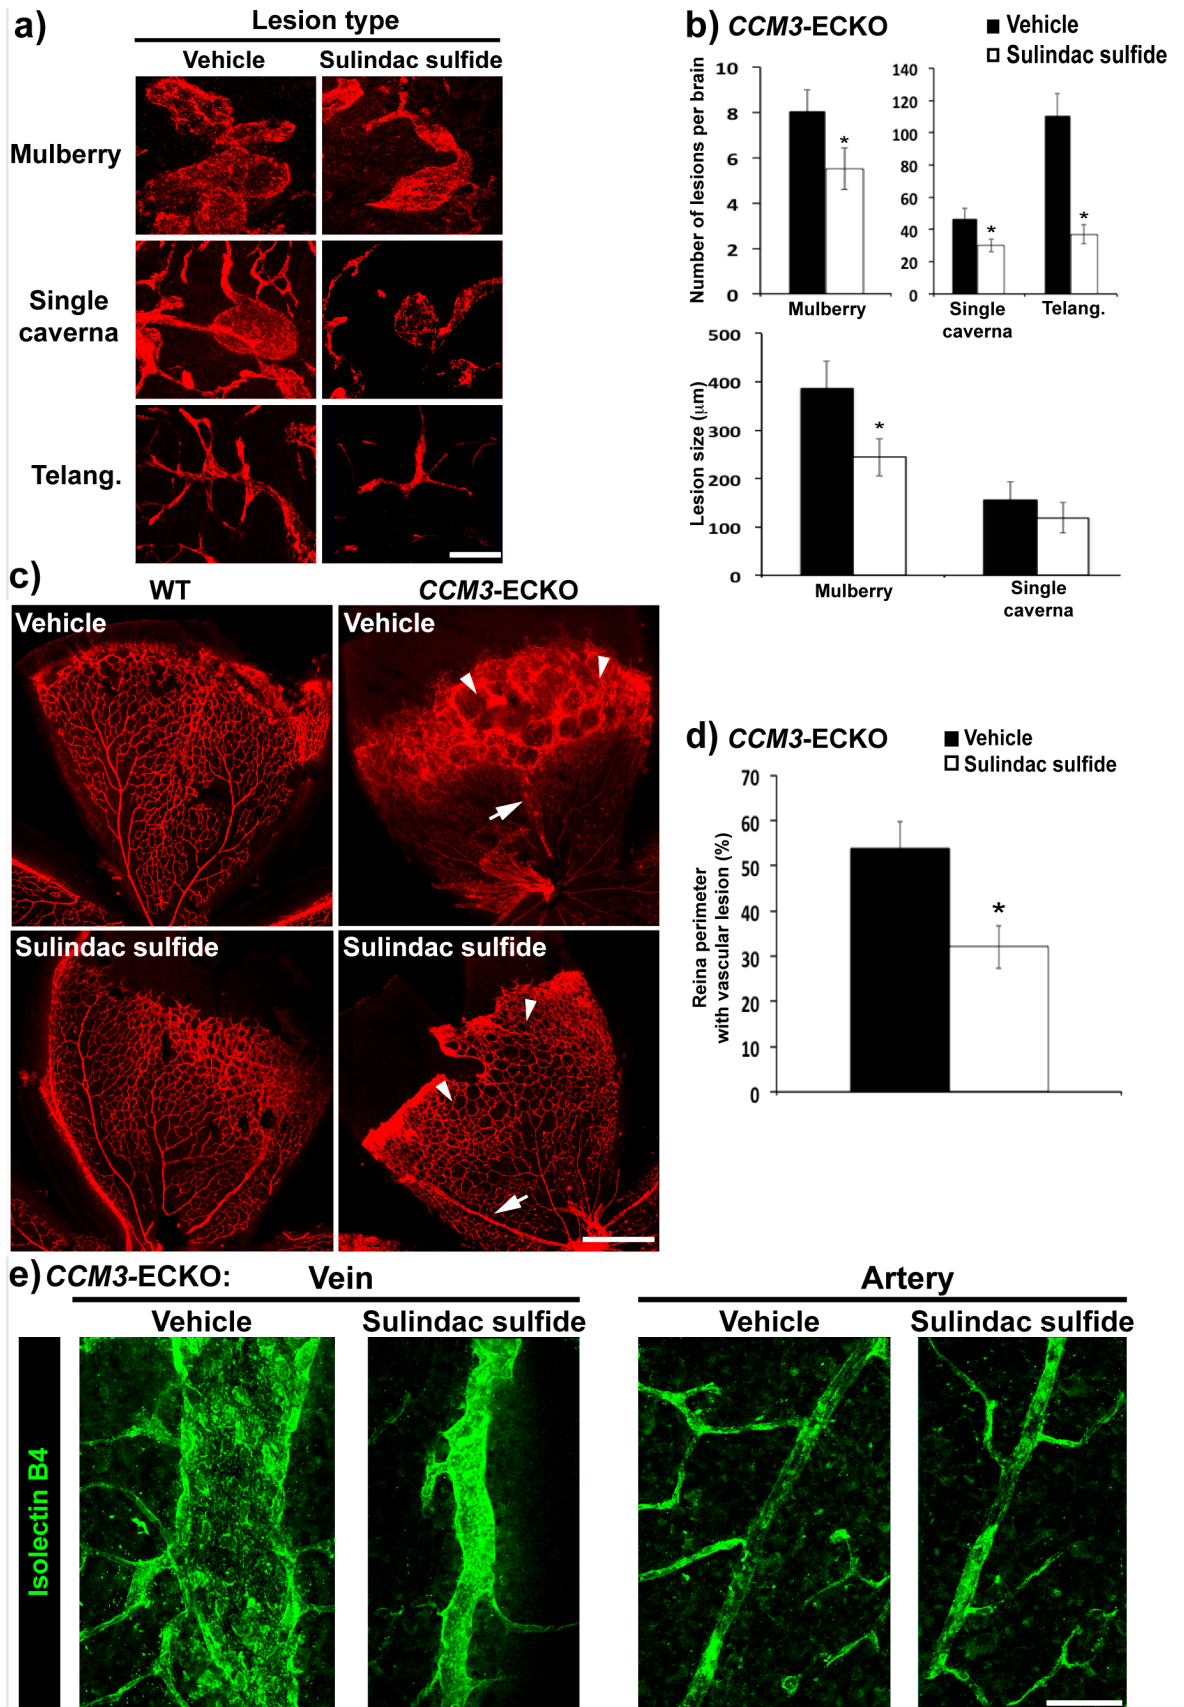 a)
Lesion type
Vehicle
Sulindac sulfide
Mulberry
Single
caverna
Telang.
b) CCM3-ECKO
Vehicle
Sulindac sulfide
Number of lesions per brain
10
8
6
4
2
0
Mulberry
140
120
100
80
60
40
20
0
Single
caverna
Telang.
*
*
*
Lesion size (μm)
500
400
300
200
100
0
*
Mulberry
Single
caverna
c)
WT
CCM3-ECKO
Vehicle
Vehicle
Sulindac sulfide
Sulindac sulfide
d) CCM3-ECKO
Vehicle
Sulindac sulfide
Reina perimeter
with vascular lesion (%)
70
60
50
40
30
20
10
0
*
e) CCM3-ECKO:
Vein
Artery
Vehicle
Sulindac sulfide
Vehicle
Sulindac sulfide
Isolectin B4